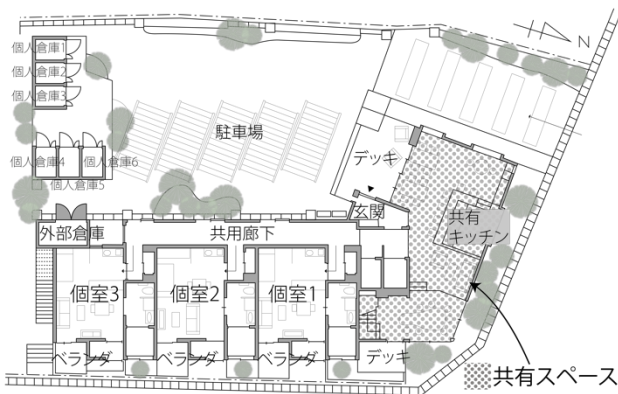 個人倉庫1
個人倉庫2
個人倉庫3
個人倉庫4
個人倉庫6
個人倉庫5
駐車場
N
デッキ
玄関
共有
キッチン
外部倉庫
共用廊下
個室3
個室2
個室1
ベランダ
ベランダ
ベランダ
デッキ
共有スペース